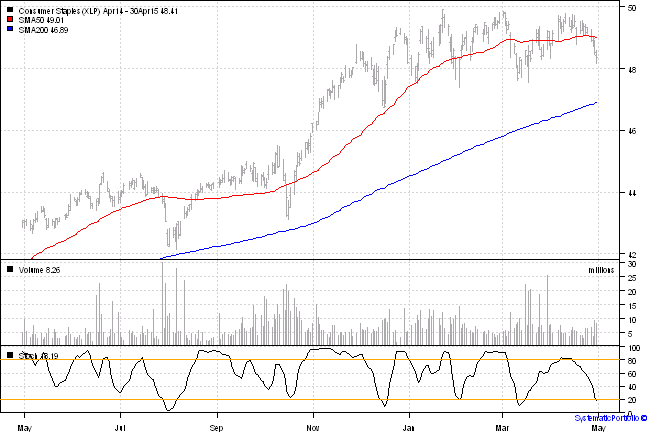 Consumer Staples (XLP) Apr14 - 30Apr15 48.41
SMA50 49.01
SMA200 46.89
50
48
46
44
42
Volume 8.26
millions
30
25
20
15
10
5
100
80
60
40
20
0
May
Jul
Sep
Nov
Jan
Mar
May
SystematicPortfolio ©